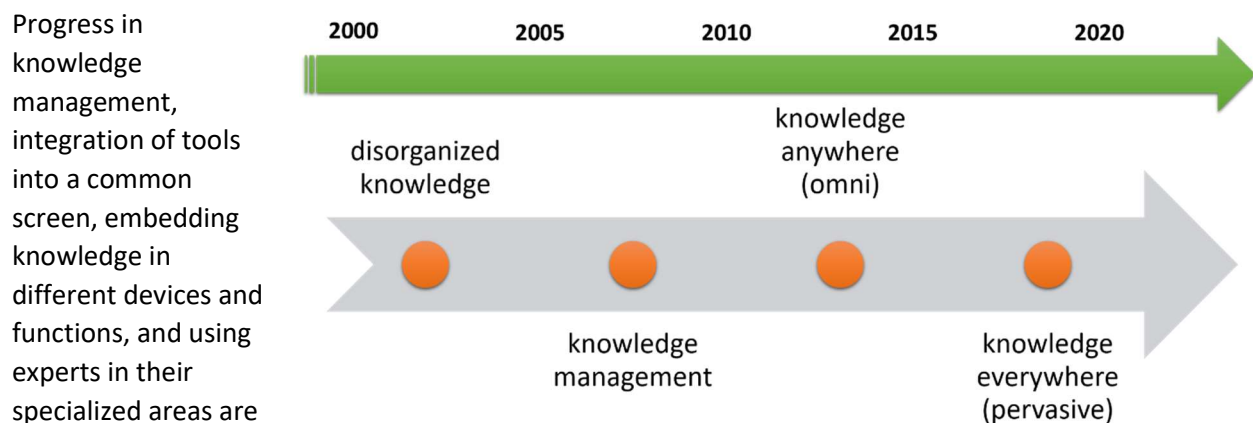 Progress in
knowledge
management,
integration of tools
into a common
screen, embedding
knowledge in
different devices and
functions, and using
experts in their
specialized areas are
2000 2005 2010 2015 2020
disorganized
knowledge
knowledge
anywhere
(omni)
knowledge
management
knowledge
everywhere
(pervasive)